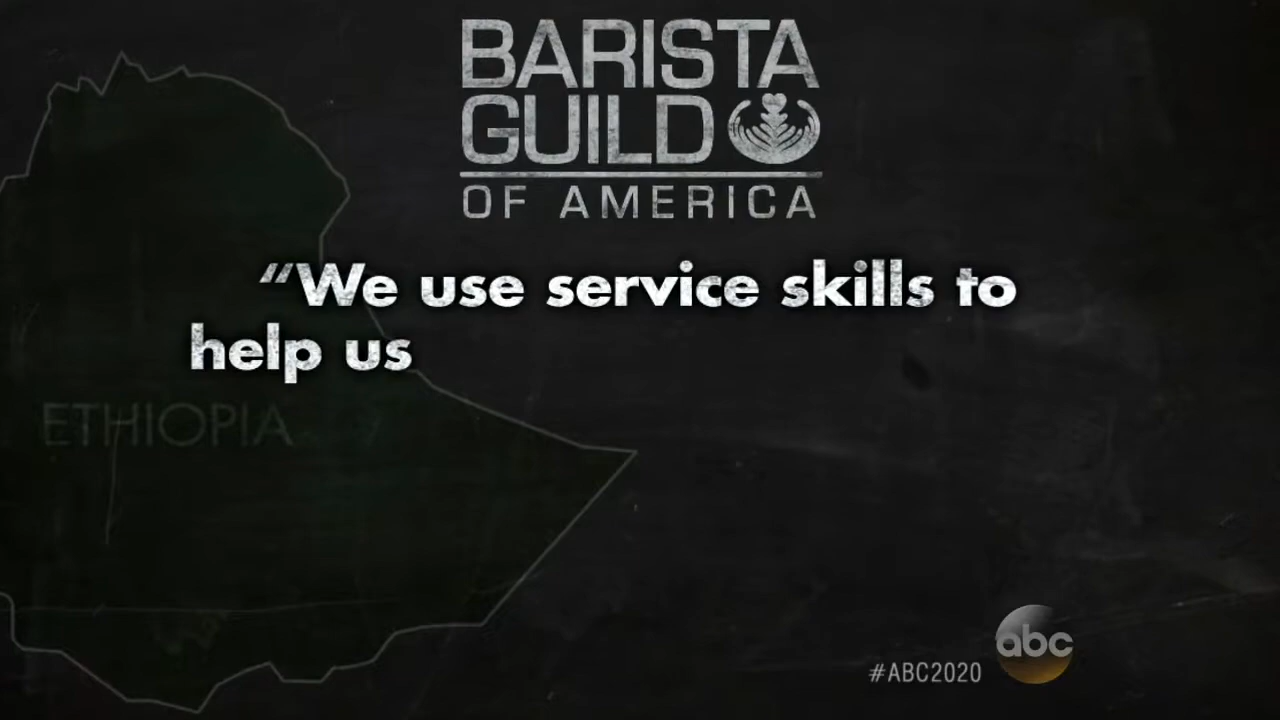 BARISTA
GUILD
OF AMERICA
“We use service skills to
help us
ETHIOPIA
#ABC2020
abc